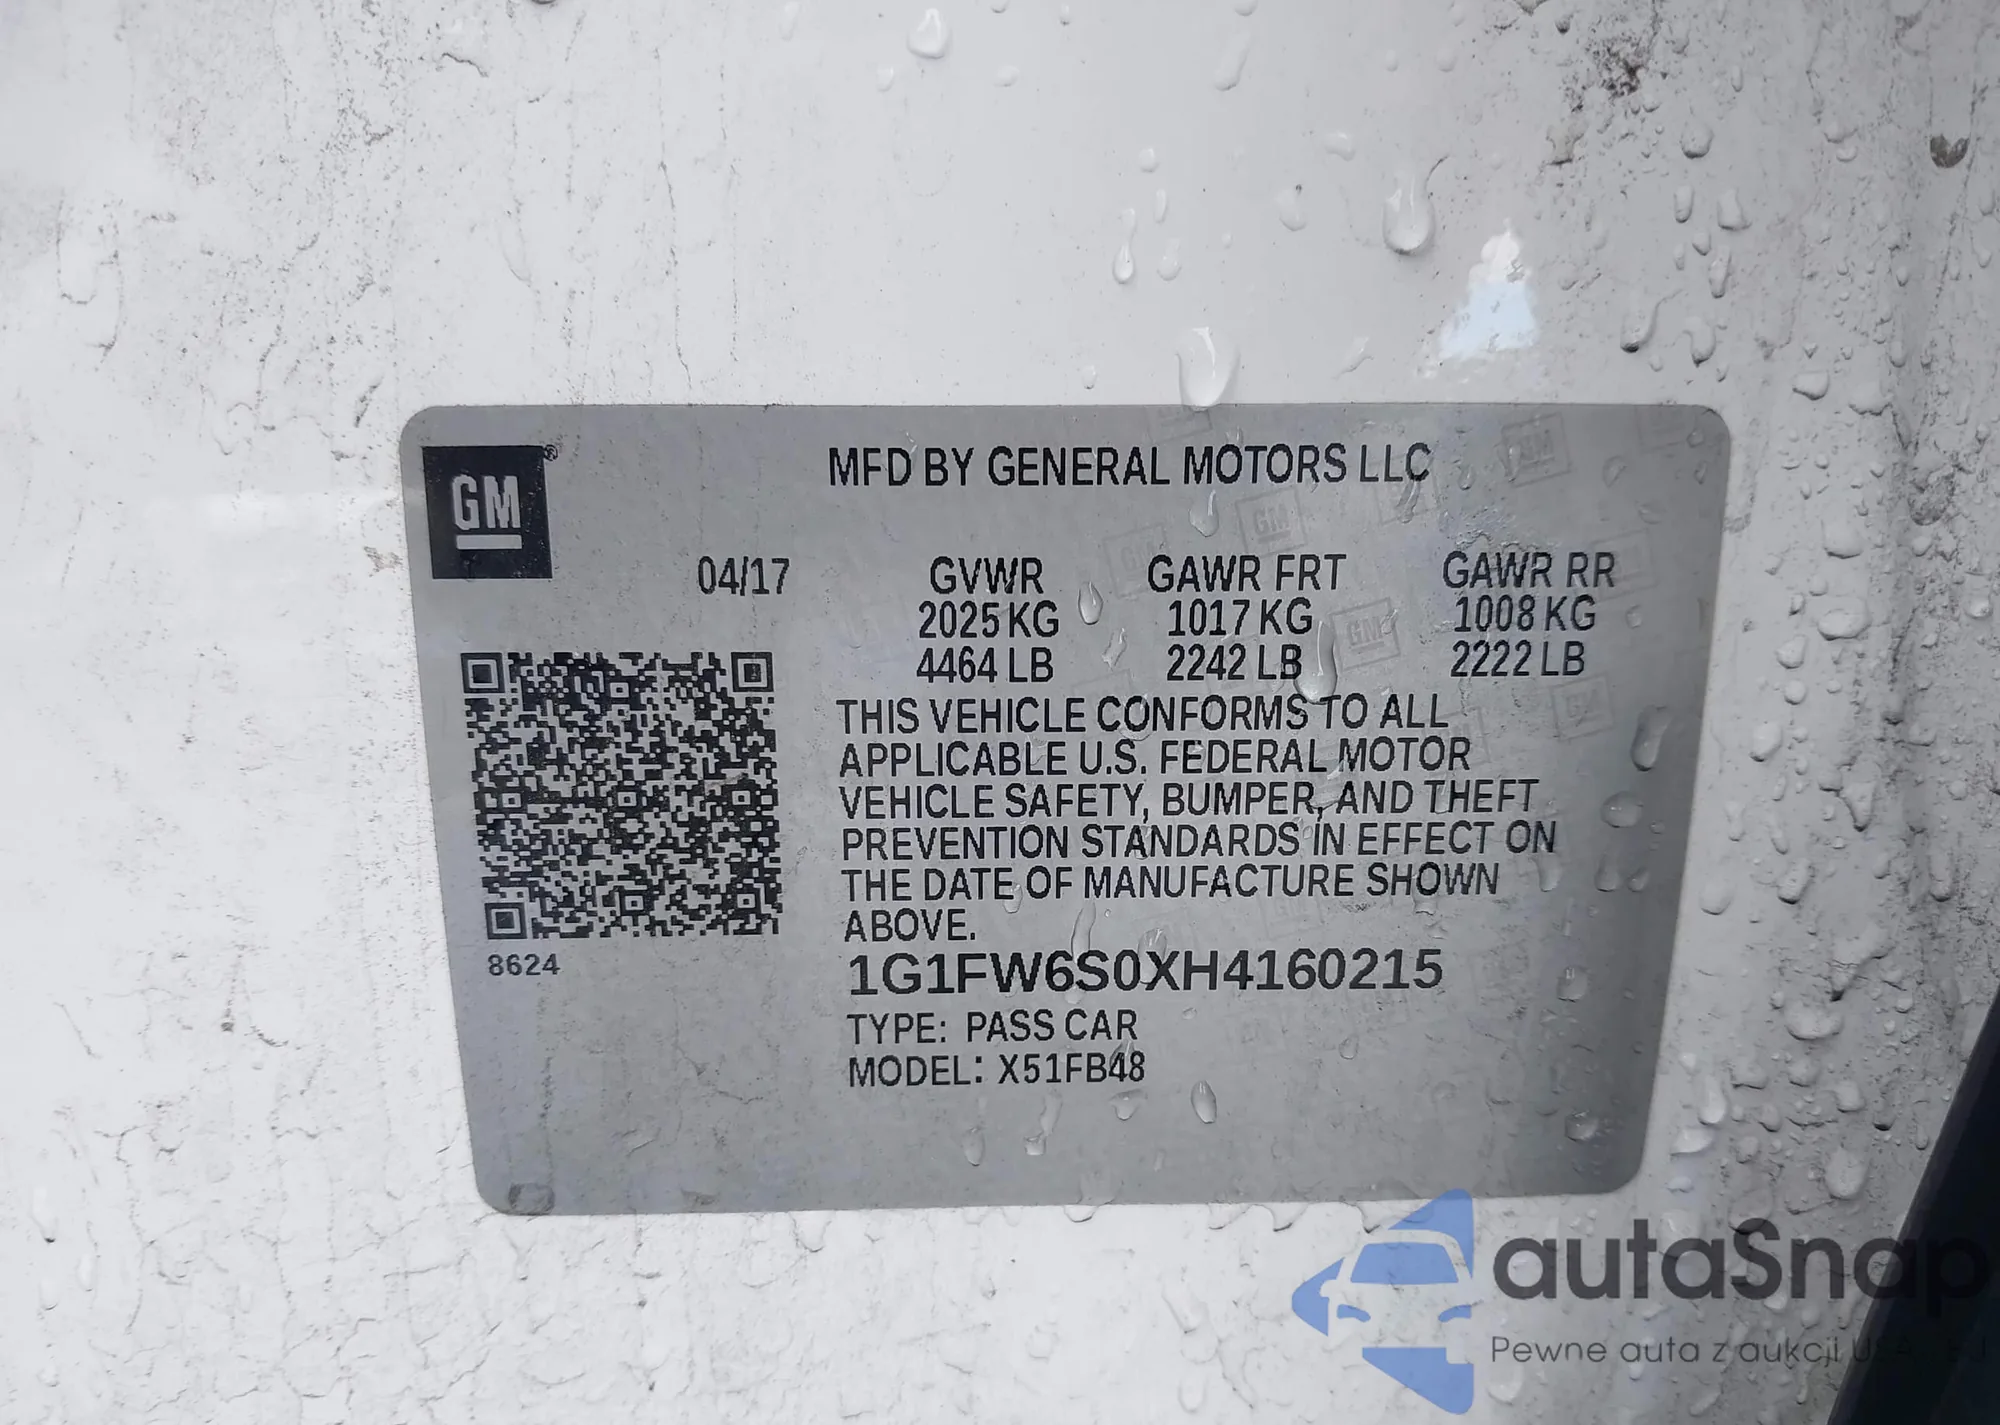 GM®
MFD BY GENERAL MOTORS LLC
04/17
GVWR GAWR FRT GAWR RR
2025 KG 1017 KG 1008 KG
4464 LB 2242 LB 2222 LB
THIS VEHICLE CONFORMS TO ALL
APPLICABLE U.S. FEDERAL MOTOR
VEHICLE SAFETY, BUMPER, AND THEFT
PREVENTION STANDARDS IN EFFECT ON
THE DATE OF MANUFACTURE SHOWN
ABOVE.
8624
1G1FW6S0XH4160215
TYPE: PASS CAR
MODEL: X51FB48
autaSnap
Pewne auta z aukcji